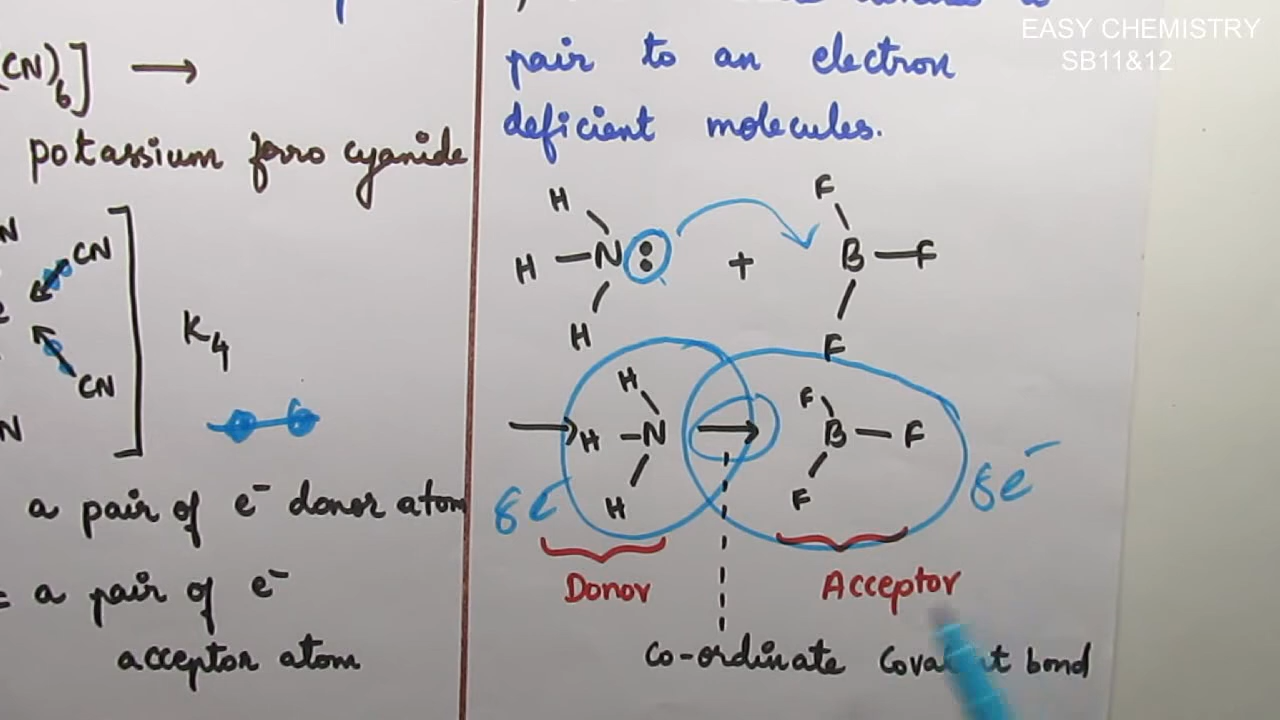 EASY CHEMISTRY
SB11&12
(CN)6] →
potassium ferro cyanide
N
CN
CN
N
K4
a pair of e⁻ donor atom
= a pair of e⁻
acceptor atom
pair to an electron
deficient molecules.
H
H — N : + B — F
H
F
F
→ H — N → B — F
H
H
F
F
8e⁻
8e⁻
Donor
Acceptor
co-ordinate Covalent bond